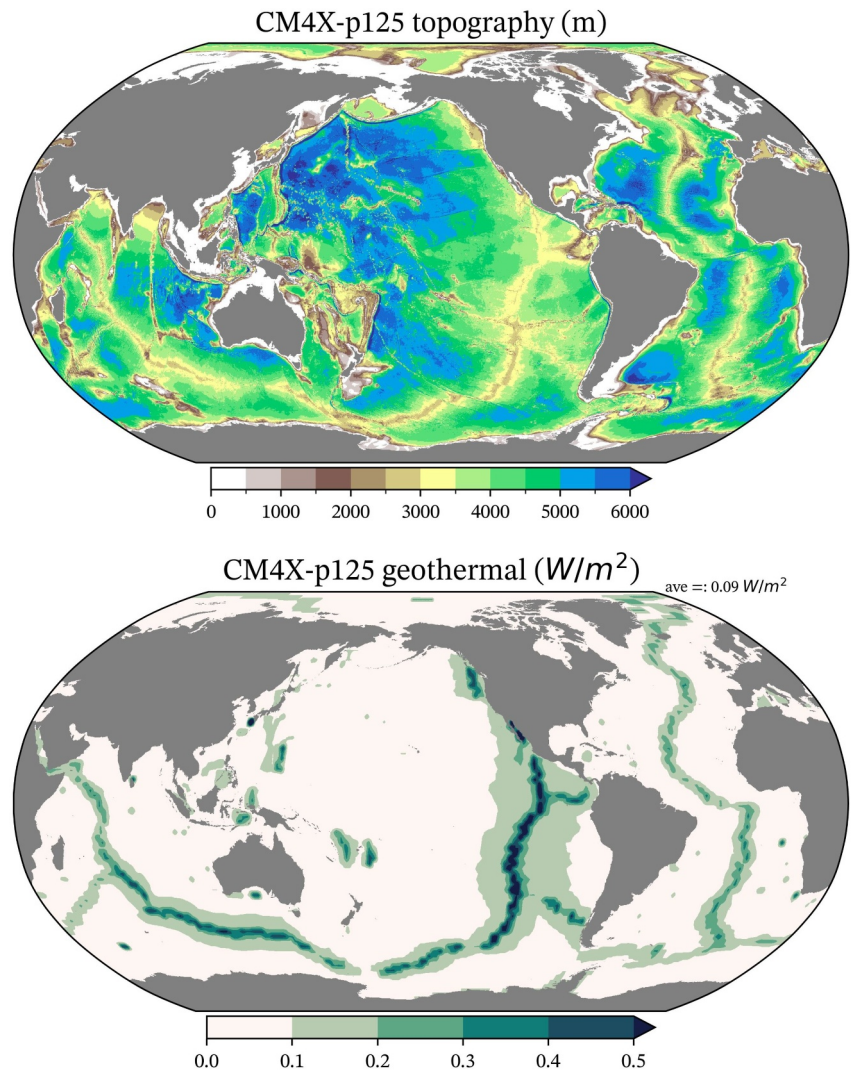 CM4X-p125 topography (m)
0 1000 2000 3000 4000 5000 6000
CM4X-p125 geothermal (W/m²)
ave =: 0.09 W/m²
0.0 0.1 0.2 0.3 0.4 0.5